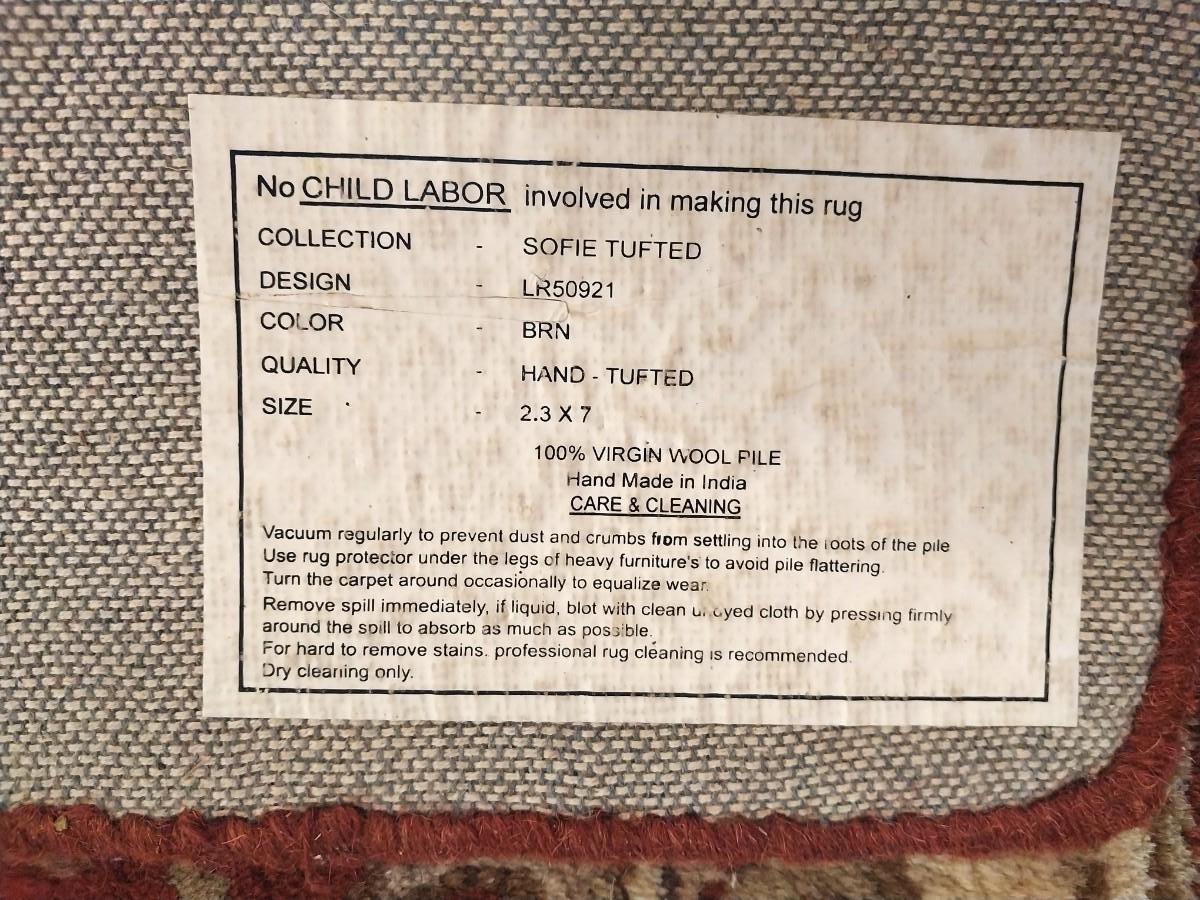 No CHILD LABOR involved in making this rug
COLLECTION - SOFIE TUFTED
DESIGN - LR50921
COLOR - BRN
QUALITY - HAND - TUFTED
SIZE - 2.3 X 7
100% VIRGIN WOOL PILE
Hand Made in India
CARE & CLEANING
Vacuum regularly to prevent dust and crumbs from settling into the roots of the pile
Use rug protector under the legs of heavy furniture's to avoid pile flattering.
Turn the carpet around occasionally to equalize wear.
Remove spill immediately, if liquid, blot with clean undyed cloth by pressing firmly
around the spill to absorb as much as possible.
For hard to remove stains. professional rug cleaning is recommended.
Dry cleaning only.